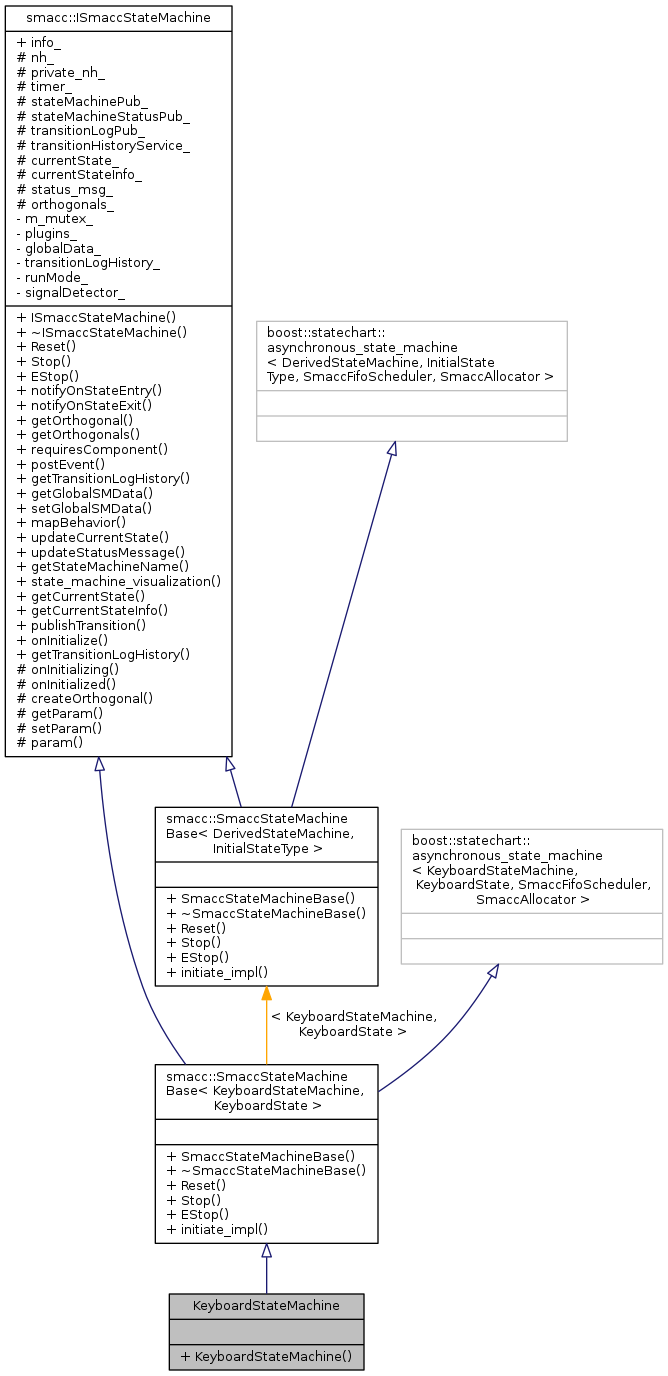 smacc::ISmaccStateMachine
+ info_
# nh_
# private_nh_
# timer_
# stateMachinePub_
# stateMachineStatusPub_
# transitionLogPub_
# transitionHistoryService_
# currentState_
# currentStateInfo_
# status_msg_
# orthogonals_
- m_mutex_
- plugins_
- globalData_
- transitionLogHistory_
- runMode_
- signalDetector_
+ ISmaccStateMachine()
+ ~ISmaccStateMachine()
+ Reset()
+ Stop()
+ EStop()
+ notifyOnStateEntry()
+ notifyOnStateExit()
+ getOrthogonal()
+ getOrthogonals()
+ requiresComponent()
+ postEvent()
+ getTransitionLogHistory()
+ getGlobalSMData()
+ setGlobalSMData()
+ mapBehavior()
+ updateCurrentState()
+ updateStatusMessage()
+ getStateMachineName()
+ state_machine_visualization()
+ getCurrentState()
+ getCurrentStateInfo()
+ publishTransition()
+ onInitialize()
+ getTransitionLogHistory()
# onInitializing()
# onInitialized()
# createOrthogonal()
# getParam()
# setParam()
# param()
boost::statechart::
asynchronous_state_machine
< DerivedStateMachine, InitialState
Type, SmaccFifoScheduler, SmaccAllocator >
smacc::SmaccStateMachine
Base< DerivedStateMachine,
InitialStateType >
+ SmaccStateMachineBase()
+ ~SmaccStateMachineBase()
+ Reset()
+ Stop()
+ EStop()
+ initiate_impl()
boost::statechart::
asynchronous_state_machine
< KeyboardStateMachine,
KeyboardState, SmaccFifoScheduler,
SmaccAllocator >
< KeyboardStateMachine,
KeyboardState >
smacc::SmaccStateMachine
Base< KeyboardStateMachine,
KeyboardState >
+ SmaccStateMachineBase()
+ ~SmaccStateMachineBase()
+ Reset()
+ Stop()
+ EStop()
+ initiate_impl()
KeyboardStateMachine
+ KeyboardStateMachine()